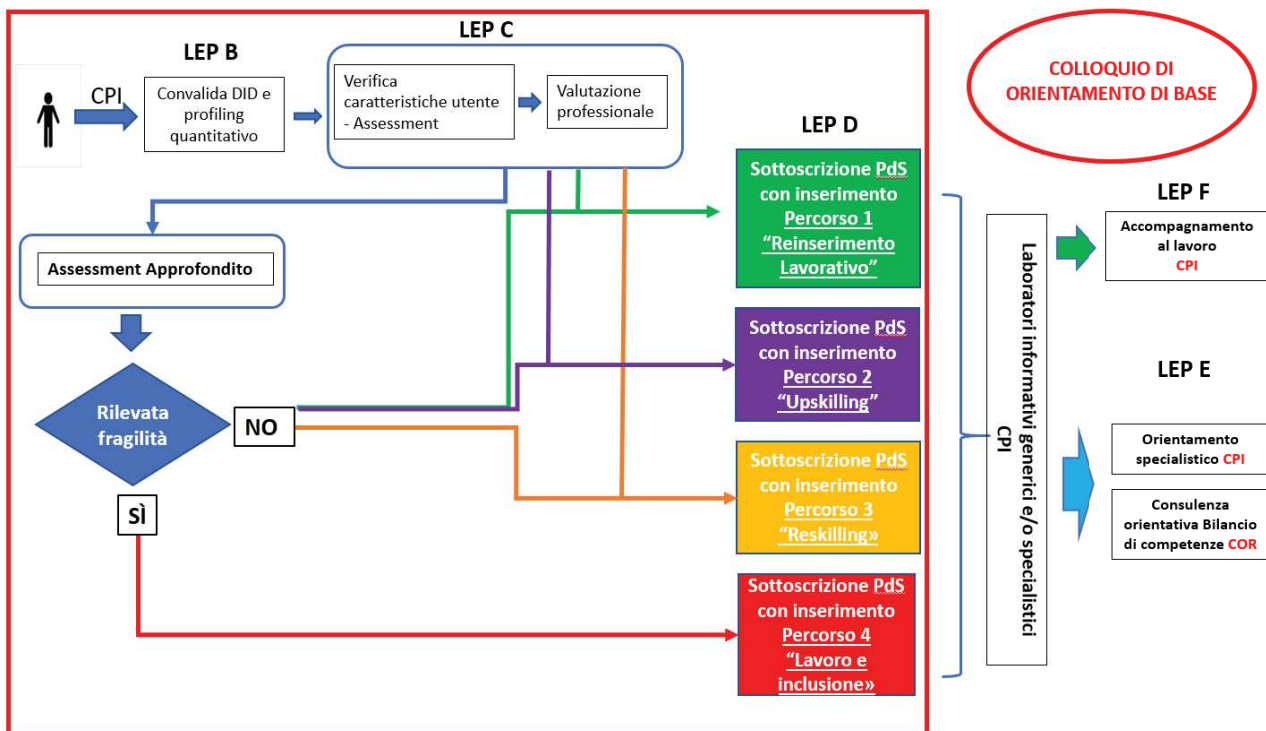 LEP B
CPI
Convalida DID e
profiling
quantitativo
LEP C
Verifica
caratteristiche utente
- Assessment
Valutazione
professionale
COLLOQUIO DI
ORIENTAMENTO DI BASE
Assessment Approfondito
Rilevata
fragilità
NO
SÌ
LEP D
Sottoscrizione PdS
con inserimento
Percorso 1
“Reinserimento
Lavorativo”
Sottoscrizione PdS
con inserimento
Percorso 2
“Upskilling”
Sottoscrizione PdS
con inserimento
Percorso 3
“Reskilling»
Sottoscrizione PdS
con inserimento
Percorso 4
“Lavoro e
inclusione»
Laboratori informativi generici e/o specialistici
CPI
LEP F
Accompagnamento
al lavoro
CPI
LEP E
Orientamento
specialistico CPI
Consulenza
orientativa Bilancio
di competenze COR